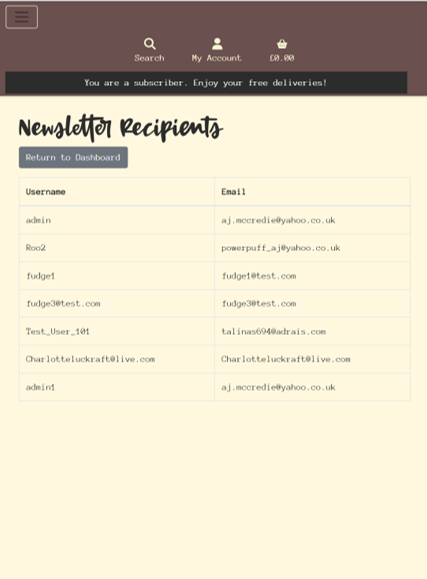 Search My Account £0.00
You are a subscriber. Enjoy your free deliveries!
Newsletter Recipients
Return to Dashboard
Username Email
admin aj.mccredie@yahoo.co.uk
Roo2 powerpuff_aj@yahoo.co.uk
fudge1 fudge1@test.com
fudge3@test.com fudge3@test.com
Test_User_101 talinas694@adrais.com
Charlotteluckraft@live.com Charlotteluckraft@live.com
admin1 aj.mccredie@yahoo.co.uk